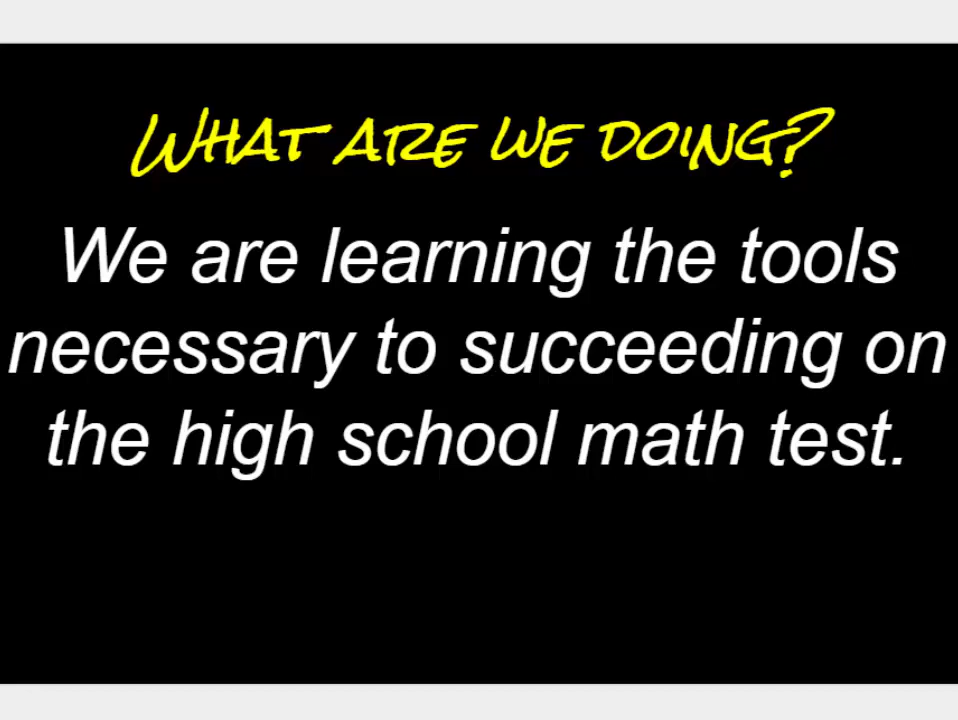 What are we doing?
We are learning the tools
necessary to succeeding on
the high school math test.